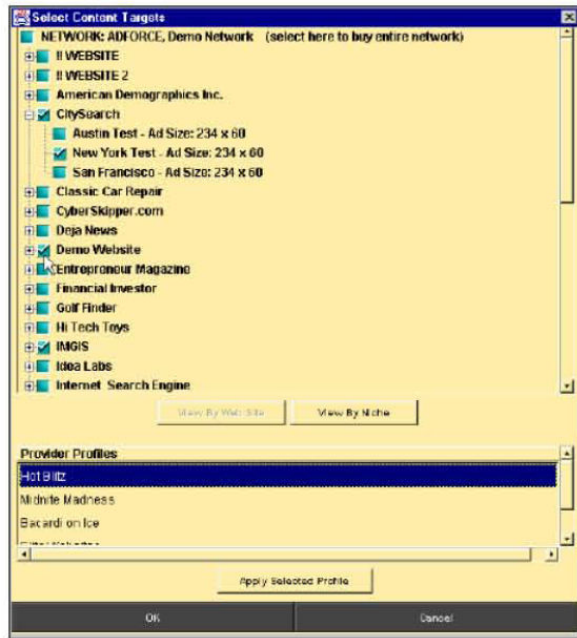 Select Content Targets
NETWORK: ADFORCE, Demo Network (select here to buy entire network)
!! WEBSITE
!! WEBSITE 2
American Demographics Inc.
CitySearch
Austin Test - Ad Size: 234 x 60
New York Test - Ad Size: 234 x 60
San Francisco - Ad Size: 234 x 60
Classic Car Repair
CyberSkipper.com
Deja News
Demo Website
Entrepreneur Magazine
Financial Investor
Golf Finder
Hi Tech Toys
IMGIS
Idea Labs
Internet Search Engine
View By Web Site View By Niche
Provider Profiles
Hot Blitz
Midnite Madness
Bacardi on Ice
Apply Selected Profile
OK Cancel